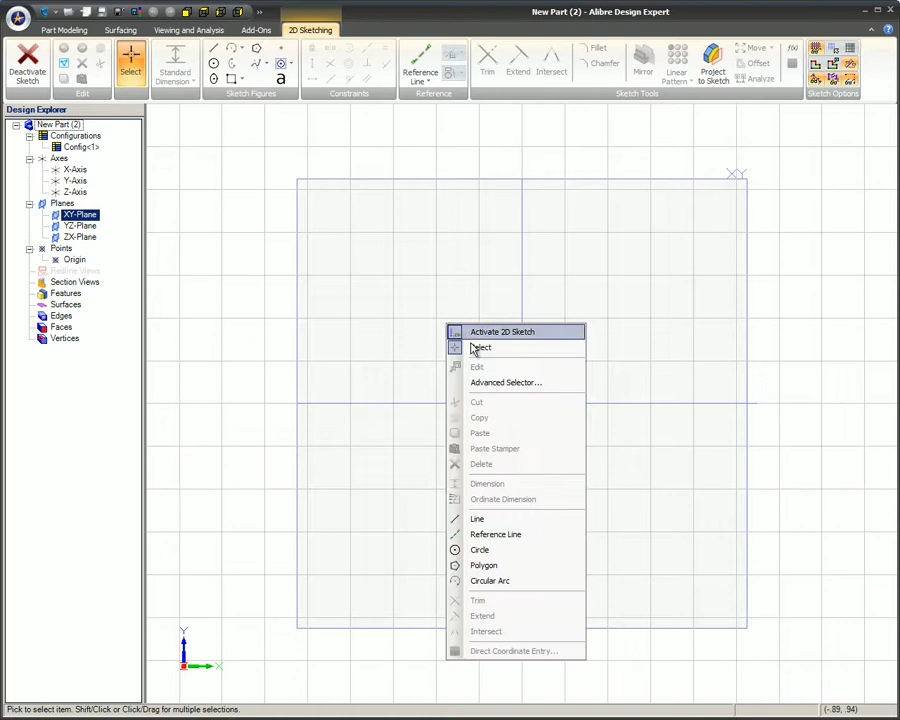 New Part (2) - Alibre Design Expert
Part Modeling
Surfacing
Viewing and Analysis
Add-Ons
2D Sketching
Deactivate
Sketch
Edit
Select
Standard
Dimension
Sketch Figures
a
Constraints
Reference
Line
Reference
Trim
Extend
Intersect
Fillet
Chamfer
Mirror
Linear
Pattern
Project
to Sketch
Move
Offset
Analyze
f(x)
Sketch Tools
Sketch Options
Design Explorer
New Part (2)
Configurations
Config<1>
Axes
X-Axis
Y-Axis
Z-Axis
Planes
XY-Plane
YZ-Plane
ZX-Plane
Points
Origin
Redline Views
Section Views
Features
Surfaces
Edges
Faces
Vertices
XY
Activate 2D Sketch
Select
Edit
Advanced Selector...
Cut
Copy
Paste
Paste Stamper
Delete
Dimension
Ordinate Dimension
Line
Reference Line
Circle
Polygon
Circular Arc
Trim
Extend
Intersect
Direct Coordinate Entry...
Y
X
Pick to select item. Shift/Click or Click/Drag for multiple selections.
(-.89, .94)